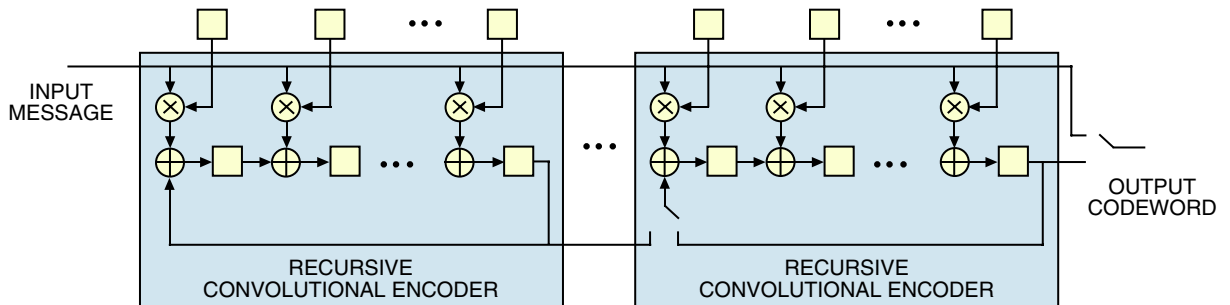 INPUT
MESSAGE
OUTPUT
CODEWORD
RECURSIVE
CONVOLUTIONAL ENCODER
RECURSIVE
CONVOLUTIONAL ENCODER